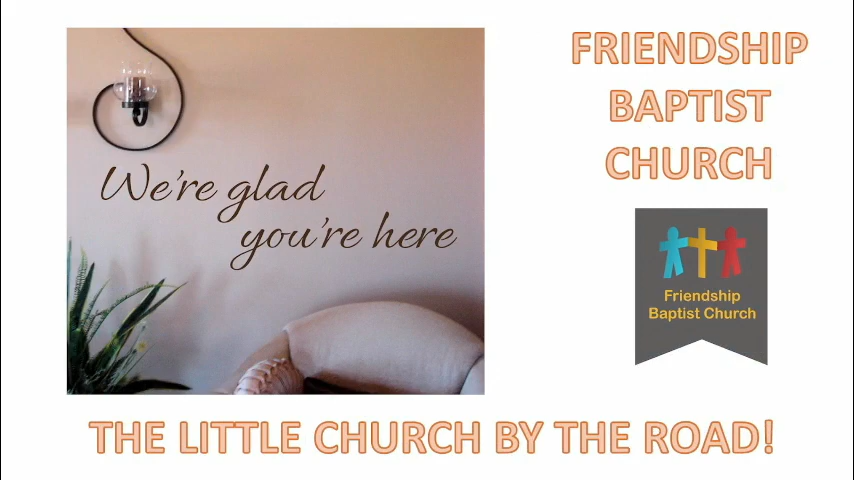 FRIENDSHIP
BAPTIST
CHURCH
We're glad
you're here
Friendship
Baptist Church
THE LITTLE CHURCH BY THE ROAD!